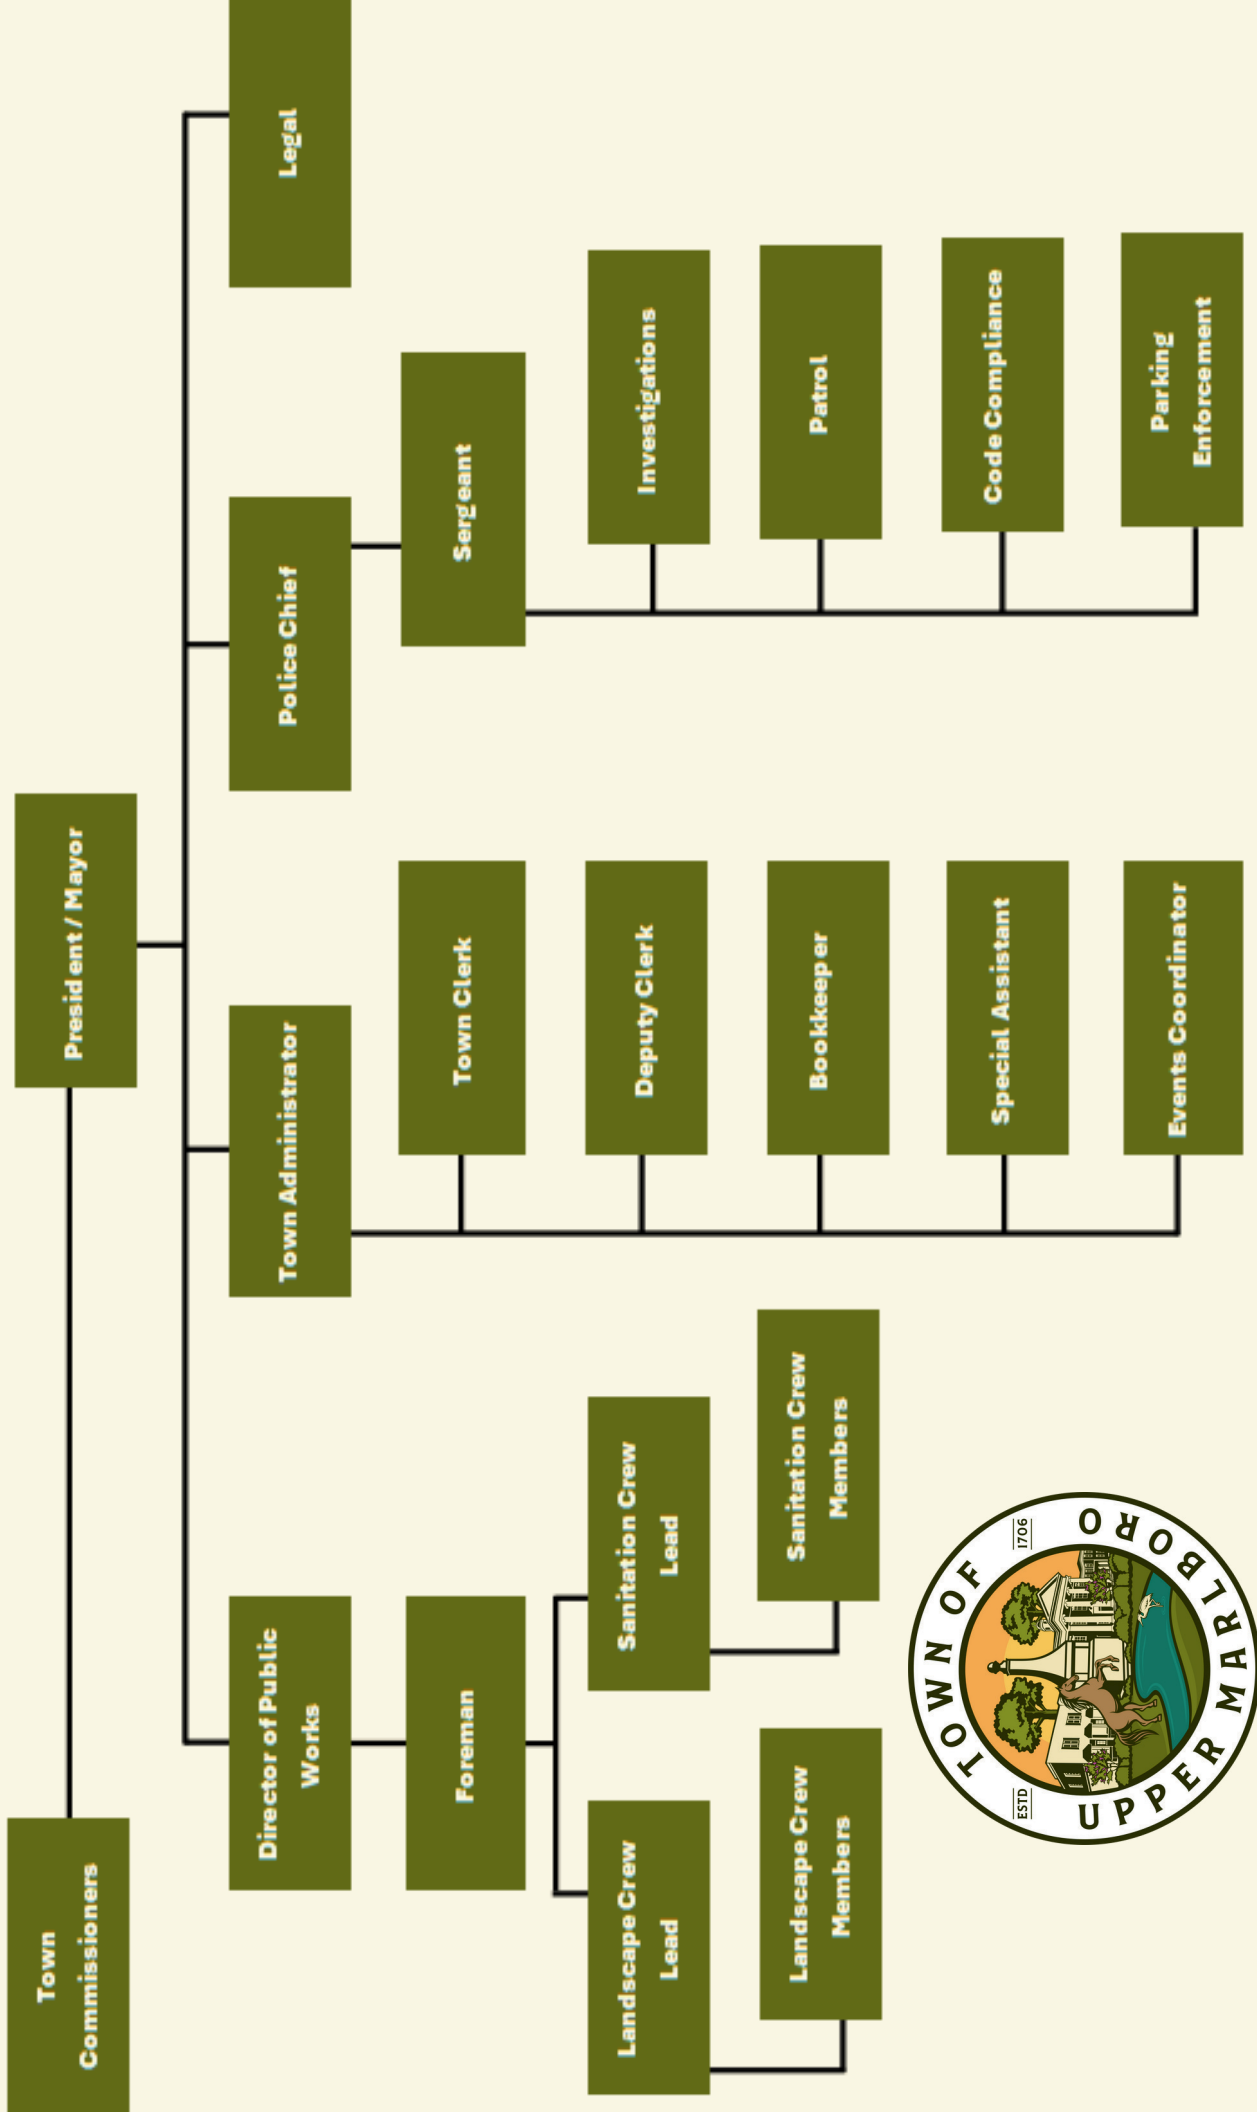 Town
Commissioners
President / Mayor
Director of Public
Works
Town Administrator
Police Chief
Legal
Foreman
Town Clerk
Sergeant
Landscape Crew
Lead
Sanitation Crew
Lead
Deputy Clerk
Investigations
Landscape Crew
Members
Sanitation Crew
Members
Bookkeeper
Patrol
Special Assistant
Code Compliance
Events Coordinator
Parking
Enforcement
TOWN OF
ESTD
1706
UPPER MARLBORO